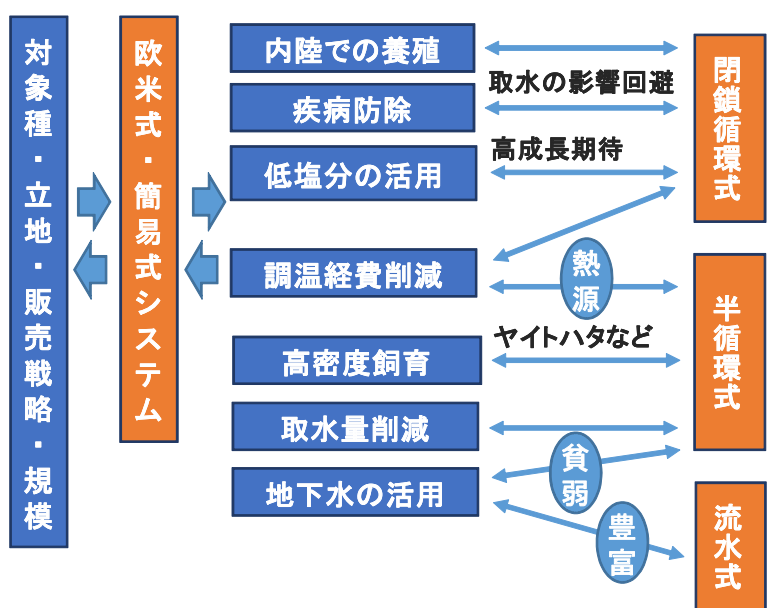 対象種・立地・販売戦略・規模
欧米式・簡易式システム
内陸での養殖
取水の影響回避
疾病防除
高成長期待
低塩分の活用
調温経費削減
熱源
ヤイトハタなど
高密度飼育
取水量削減
貧弱
地下水の活用
豊富
閉鎖循環式
半循環式
流水式